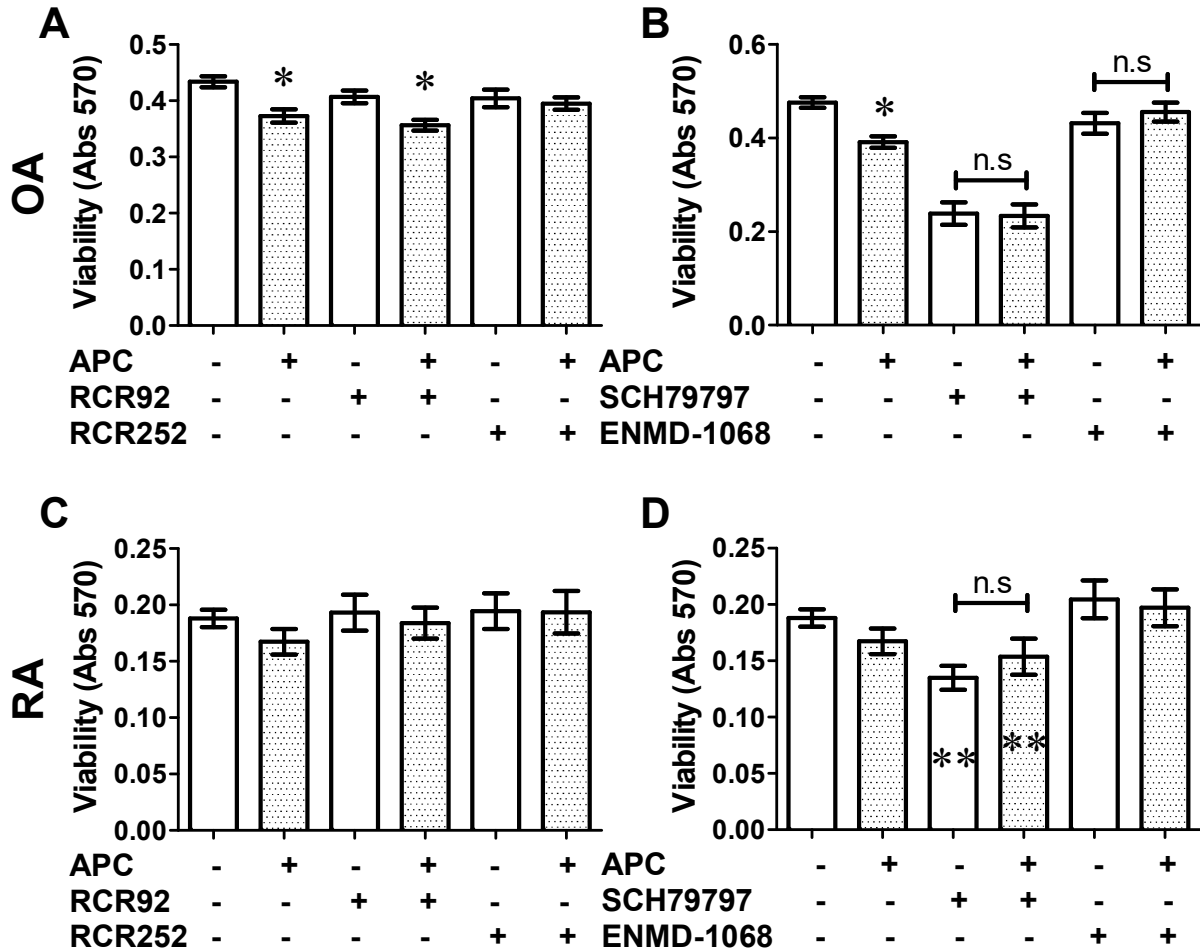 A
OA
Viability (Abs 570)
0.5
0.4
0.3
0.2
0.1
0.0
* *
APC - + - + - +
RCR92 - - + + - -
RCR252 - - - - + +
B
Viability (Abs 570)
0.6
0.4
0.2
0.0
*
n.s
n.s
APC - + - + - +
SCH79797 - - + + - -
ENMD-1068 - - - - + +
C
RA
Viability (Abs 570)
0.25
0.20
0.15
0.10
0.05
0.00
APC - + - + - +
RCR92 - - + + - -
RCR252 - - - - + +
D
Viability (Abs 570)
0.25
0.20
0.15
0.10
0.05
0.00
n.s
** **
APC - + - + - +
SCH79797 - - + + - -
ENMD-1068 - - - - + +